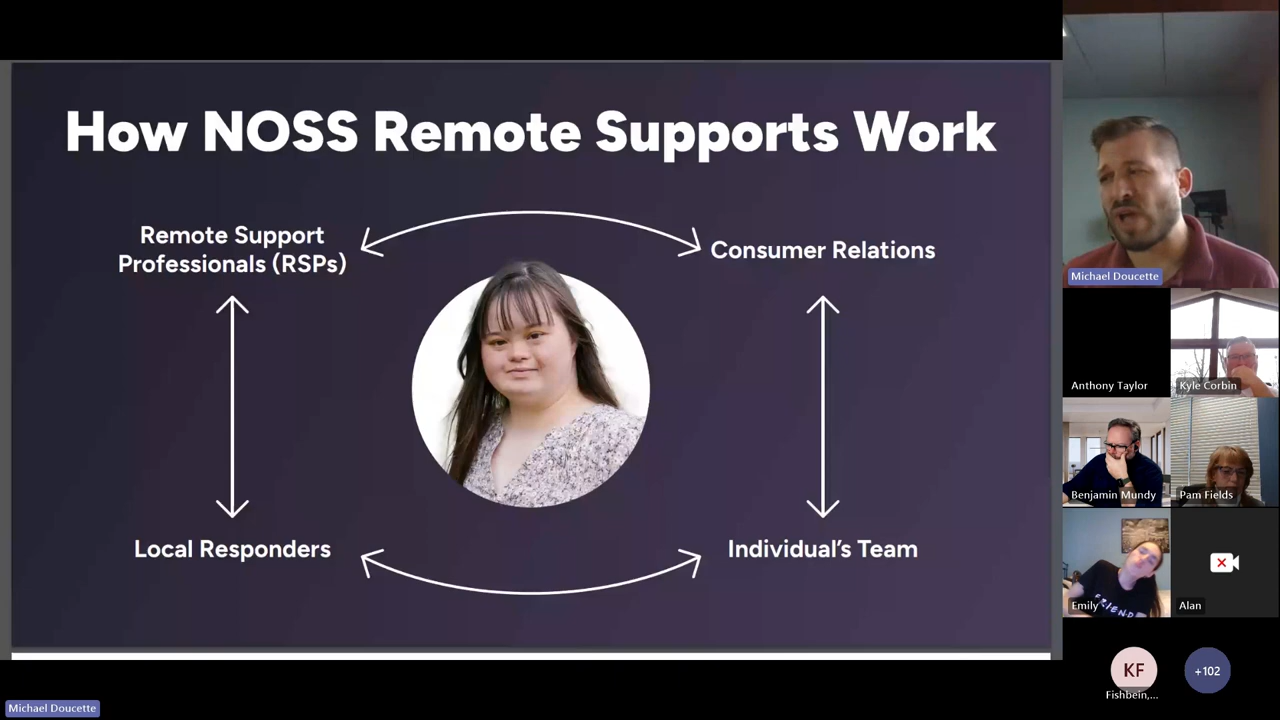 How NOSS Remote Supports Work
Remote Support
Professionals (RSPs)
Consumer Relations
Local Responders
Individual's Team
Michael Doucette
Anthony Taylor
Kyle Corbin
Benjamin Mundy
Pam Fields
FRIENDS
Emily
Alan
KF
Fishbein,...
+102
Michael Doucette